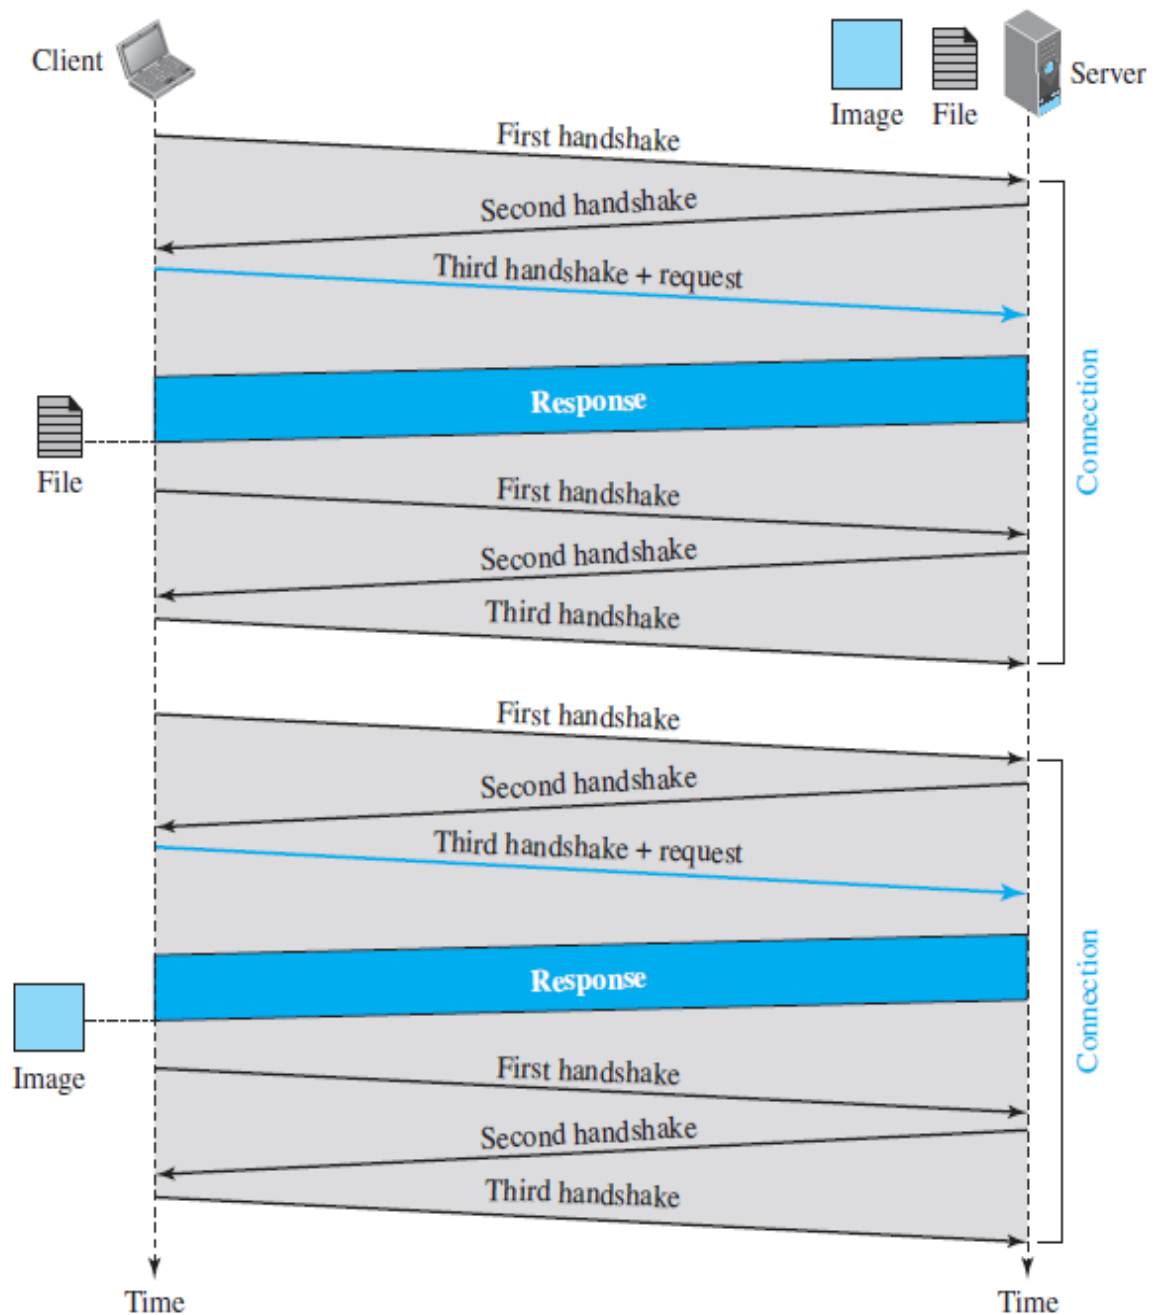 Client
Server
Image
File
First handshake
Second handshake
Third handshake + request
Response
File
Connection
First handshake
Second handshake
Third handshake
First handshake
Second handshake
Third handshake + request
Response
Image
Connection
First handshake
Second handshake
Third handshake
Time
Time